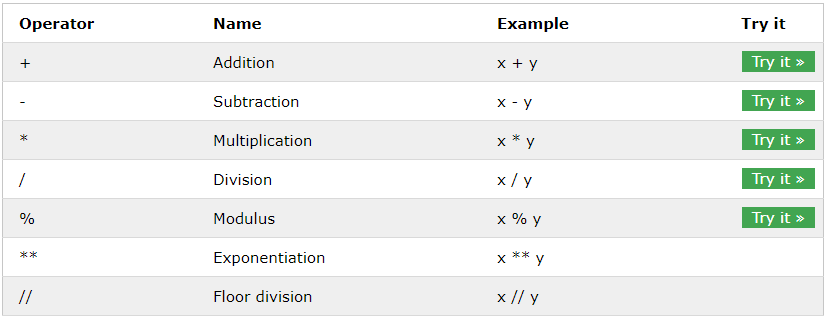 Operator Name Example Try it
+ Addition x + y Try it »
- Subtraction x - y Try it »
* Multiplication x * y Try it »
/ Division x / y Try it »
% Modulus x % y Try it »
** Exponentiation x ** y
// Floor division x // y